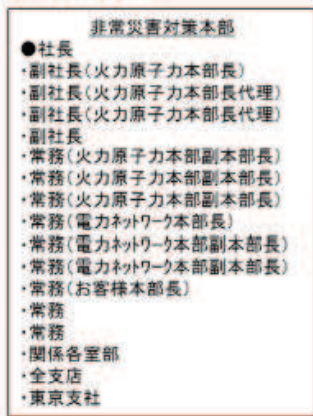 非常災害対策本部
●社長
・副社長(火力原子力本部長)
・副社長(火力原子力本部長代理)
・副社長(火力原子力本部長代理)
・副社長
・常務(火力原子力本部副本部長)
・常務(火力原子力本部副本部長)
・常務(火力原子力本部副本部長)
・常務(電力ネットワーク本部長)
・常務(電力ネットワーク本部副本部長)
・常務(電力ネットワーク本部副本部長)
・常務(お客様本部長)
・常務
・常務
・関係各室部
・全支店
・東京支社